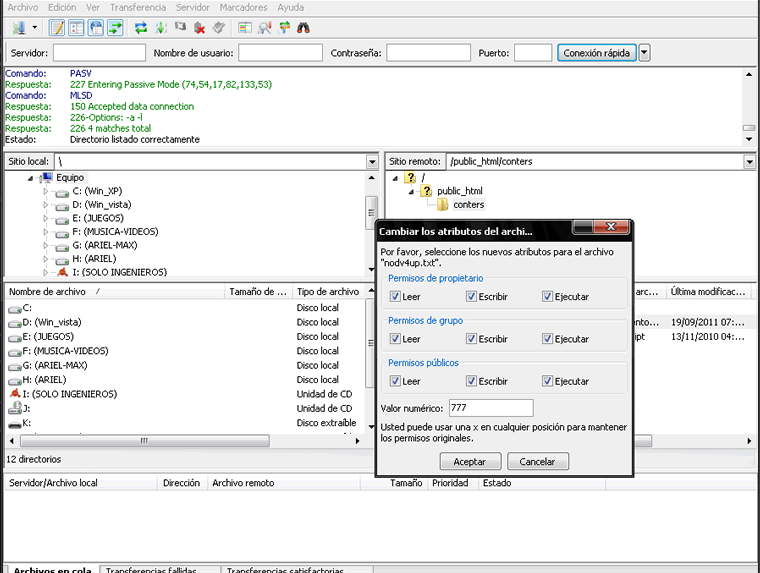 Archivo Edición Ver Transferencia Servidor Marcadores Ayuda
Servidor: Nombre de usuario: Contraseña: Puerto: Conexión rápida
Comando: PASV
Respuesta: 227 Entering Passive Mode (74,54,17,82,133,53)
Comando: MLSD
Respuesta: 150 Accepted data connection
Respuesta: 226-Options: -a -l
Respuesta: 226 4 matches total
Estado: Directorio listado correctamente
Sitio local: \
Equipo
C: (Win_XP)
D: (Win_vista)
E: (JUEGOS)
F: (MUSICA-VIDEOS)
G: (ARIEL-MAX)
H: (ARIEL)
I: (SOLO INGENIEROS)
Sitio remoto: /public_html/conters
/
public_html
conters
Nombre de archivo / Tamaño de ... Tipo de archivo
C: Disco local
D: (Win_vista) Disco local
E: (JUEGOS) Disco local
F: (MUSICA-VIDEOS) Disco local
G: (ARIEL-MAX) Disco local
H: (ARIEL) Disco local
I: (SOLO INGENIEROS) Unidad de CD
J: Unidad de CD
K: Disco extraíble
12 directorios
arc... Última modificac...
ento... 19/09/2011 07:...
ipt 13/11/2010 04:...
Cambiar los atributos del archi...
Por favor, seleccione los nuevos atributos para el archivo
"nodv4up.txt".
Permisos de propietario
Leer Escribir Ejecutar
Permisos de grupo
Leer Escribir Ejecutar
Permisos públicos
Leer Escribir Ejecutar
Valor numérico: 777
Usted puede usar una x en cualquier posición para mantener
los permisos originales.
Aceptar Cancelar
Servidor/Archivo local Dirección Archivo remoto Tamaño Prioridad Estado
Archivos en cola Transferencias fallidas Transferencias satisfactorias